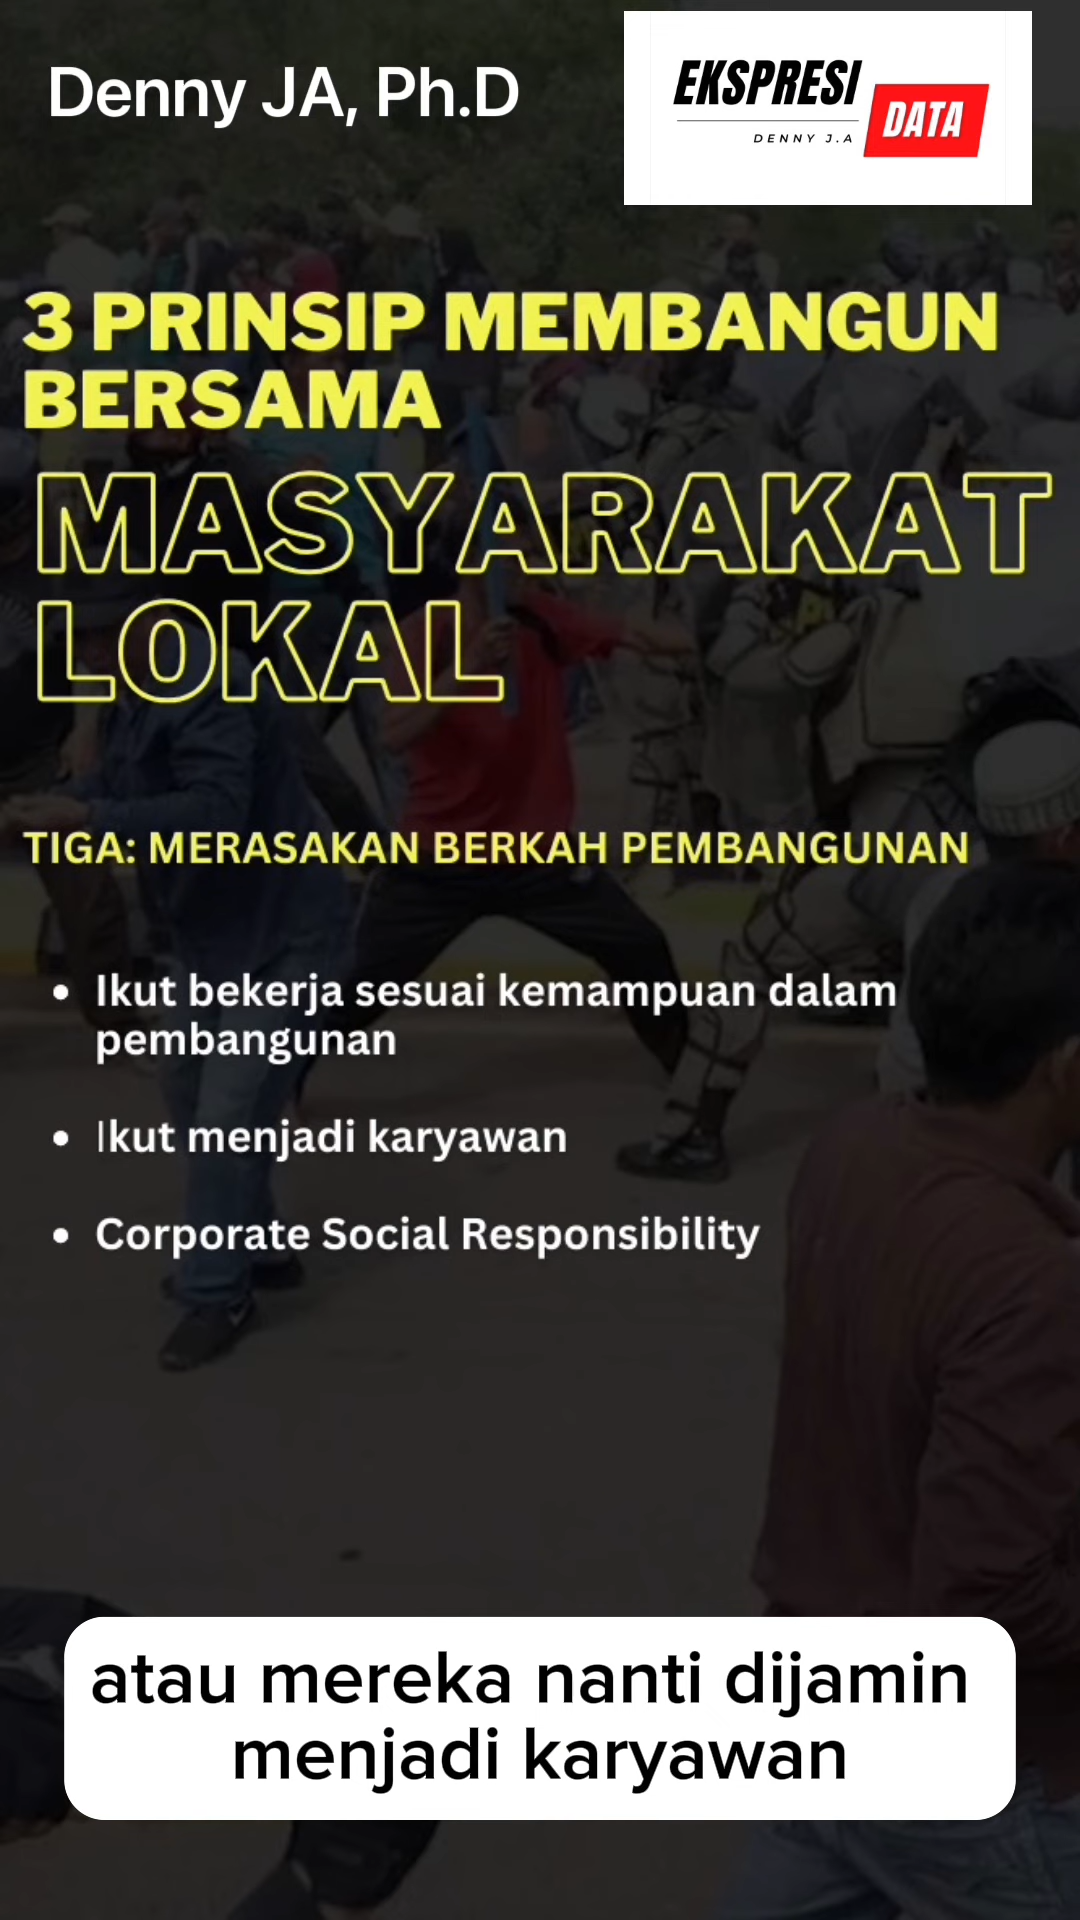 Denny JA, Ph.D
EKSPRESI
DATA
DENNY J.A
3 PRINSIP MEMBANGUN
BERSAMA
MASYARAKAT
LOKAL
TIGA: MERASAKAN BERKAH PEMBANGUNAN
• Ikut bekerja sesuai kemampuan dalam
pembangunan
• Ikut menjadi karyawan
• Corporate Social Responsibility
atau mereka nanti dijamin
menjadi karyawan